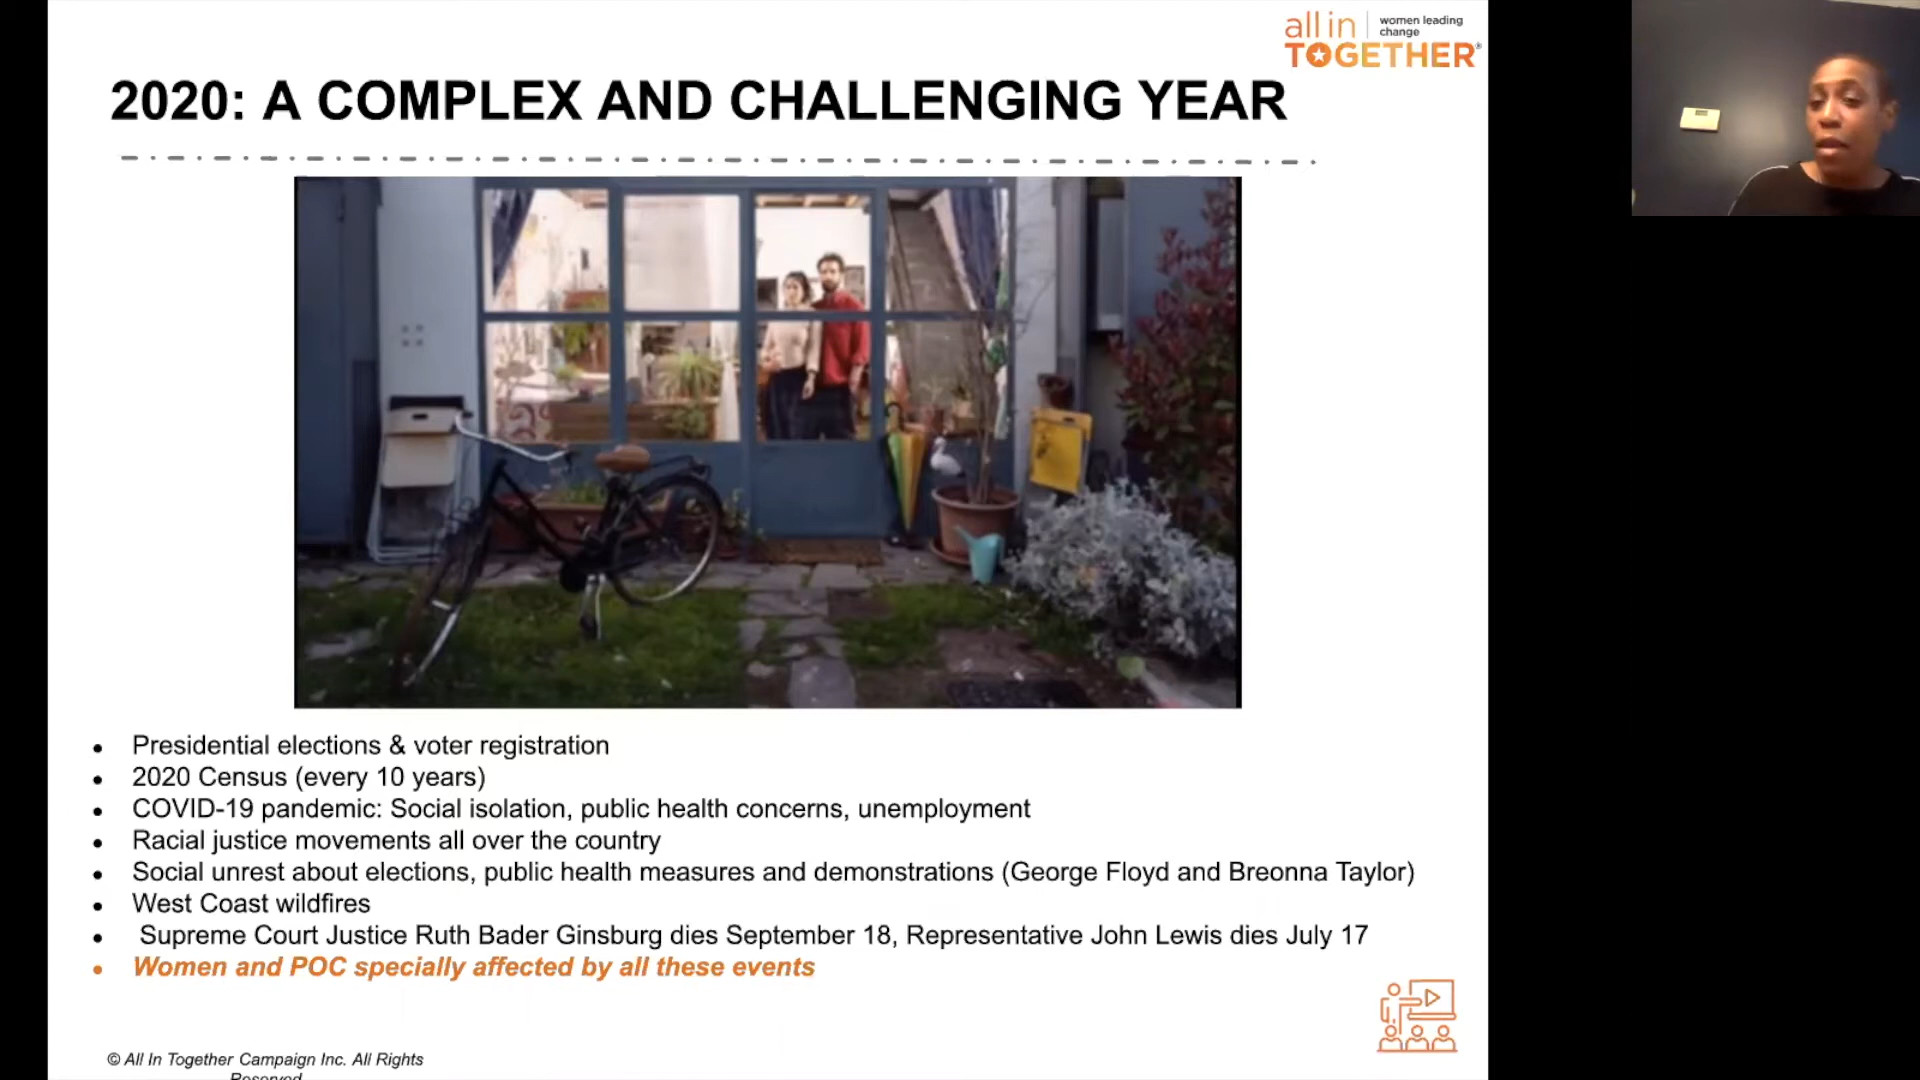 all in
women leading
change
TOGETHER®
2020: A COMPLEX AND CHALLENGING YEAR
• Presidential elections & voter registration
• 2020 Census (every 10 years)
• COVID-19 pandemic: Social isolation, public health concerns, unemployment
• Racial justice movements all over the country
• Social unrest about elections, public health measures and demonstrations (George Floyd and Breonna Taylor)
• West Coast wildfires
• Supreme Court Justice Ruth Bader Ginsburg dies September 18, Representative John Lewis dies July 17
• Women and POC specially affected by all these events
© All In Together Campaign Inc. All Rights
Reserved